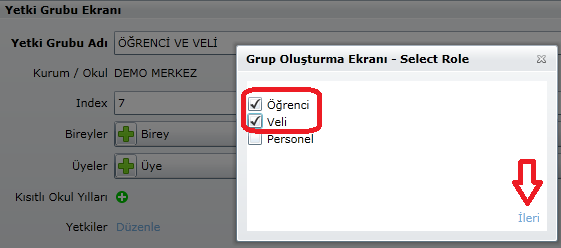 Yetki Grubu Ekranı
Yetki Grubu Adı ÖĞRENCİ VE VELİ
Kurum / Okul DEMO MERKEZ
Index 7
Bireyler Birey
Üyeler Üye
Kısıtlı Okul Yılları
Yetkiler Düzenle
Grup Oluşturma Ekranı - Select Role
Öğrenci
Veli
Personel
İleri